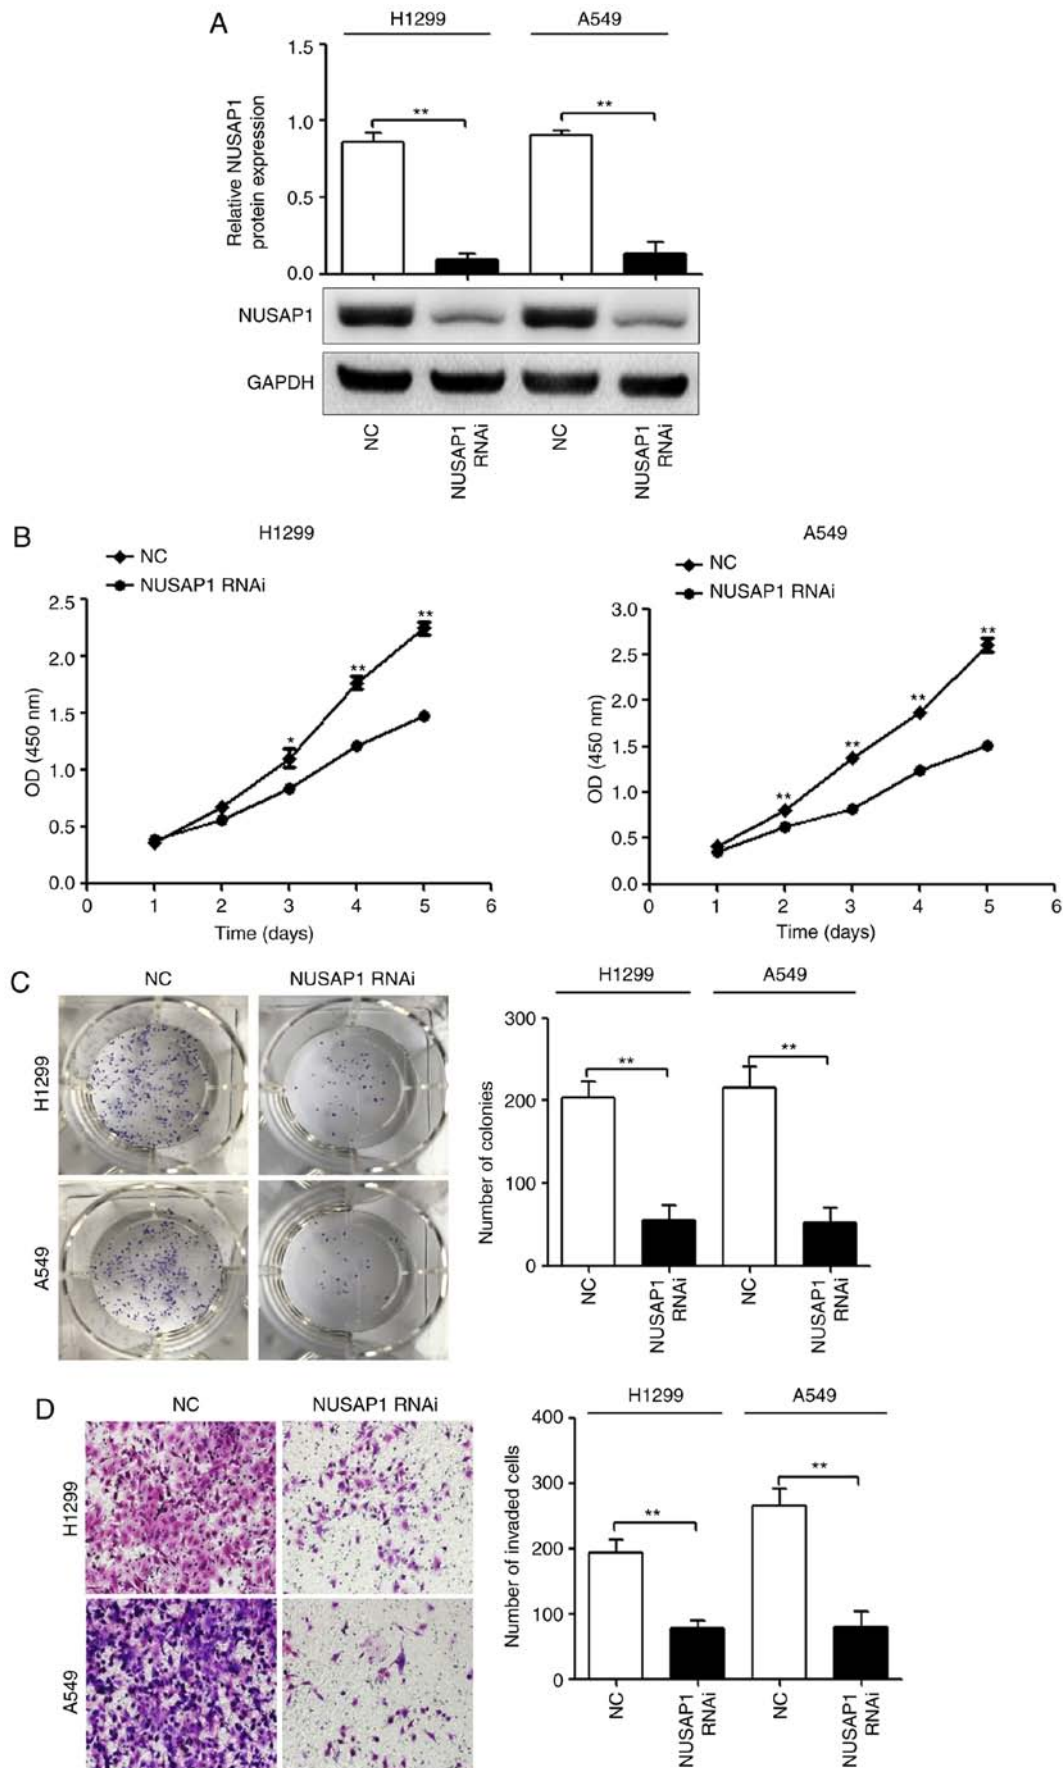 A
H1299 A549
1.5
1.0
0.5
0.0
Relative NUSAP1
protein expression
** **
NUSAP1
GAPDH
NC
NUSAP1
RNAi
NC
NUSAP1
RNAi
B
H1299
NC
NUSAP1 RNAi
2.5
2.0
1.5
1.0
0.5
0.0
OD (450 nm)
* ** **
0 1 2 3 4 5 6
Time (days)
A549
NC
NUSAP1 RNAi
3.0
2.5
2.0
1.5
1.0
0.5
0.0
OD (450 nm)
** ** ** **
0 1 2 3 4 5 6
Time (days)
C
NC NUSAP1 RNAi
H1299
A549
H1299 A549
300
200
100
0
Number of colonies
** **
NC
NUSAP1
RNAi
NC
NUSAP1
RNAi
D
NC NUSAP1 RNAi
H1299
A549
H1299 A549
400
300
200
100
0
Number of invaded cells
** **
NC
NUSAP1
RNAi
NC
NUSAP1
RNAi